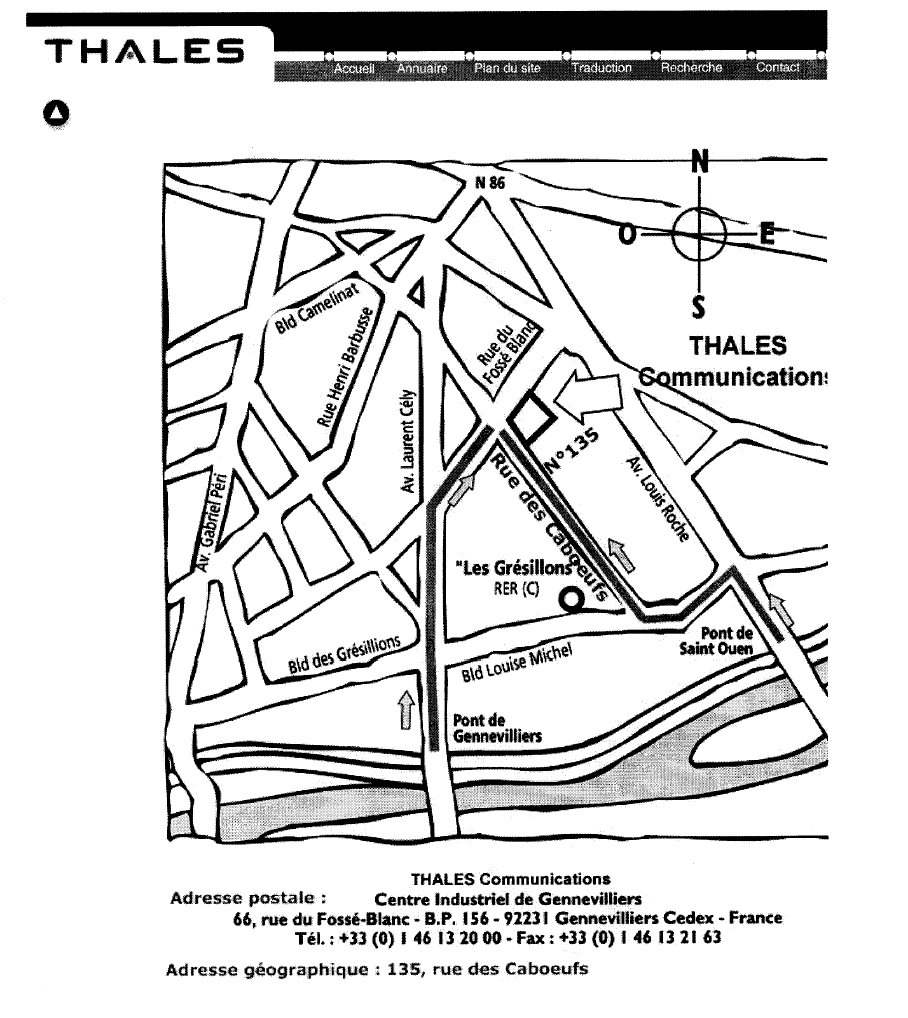 THALES
Accueil Annuaire Plan du site Traduction Recherche Contact
N 86
N
O E
S
Bld Camelinat
Rue Henri Barbusse
Rue du
Fossé Blanc
THALES
Communications
Av. Laurent Cély
N°135
Rue des Caboeufs
Av. Louis Roche
Av. Gabriel Péri
"Les Grésillons
RER (C)
Bld des Grésillions
Bld Louise Michel
Pont de
Saint Ouen
Pont de
Gennevilliers
THALES Communications
Adresse postale : Centre Industriel de Gennevilliers
66, rue du Fossé-Blanc - B.P. 156 - 92231 Gennevilliers Cedex - France
Tél. : +33 (0) 1 46 13 20 00 - Fax : +33 (0) 1 46 13 21 63
Adresse géographique : 135, rue des Caboeufs